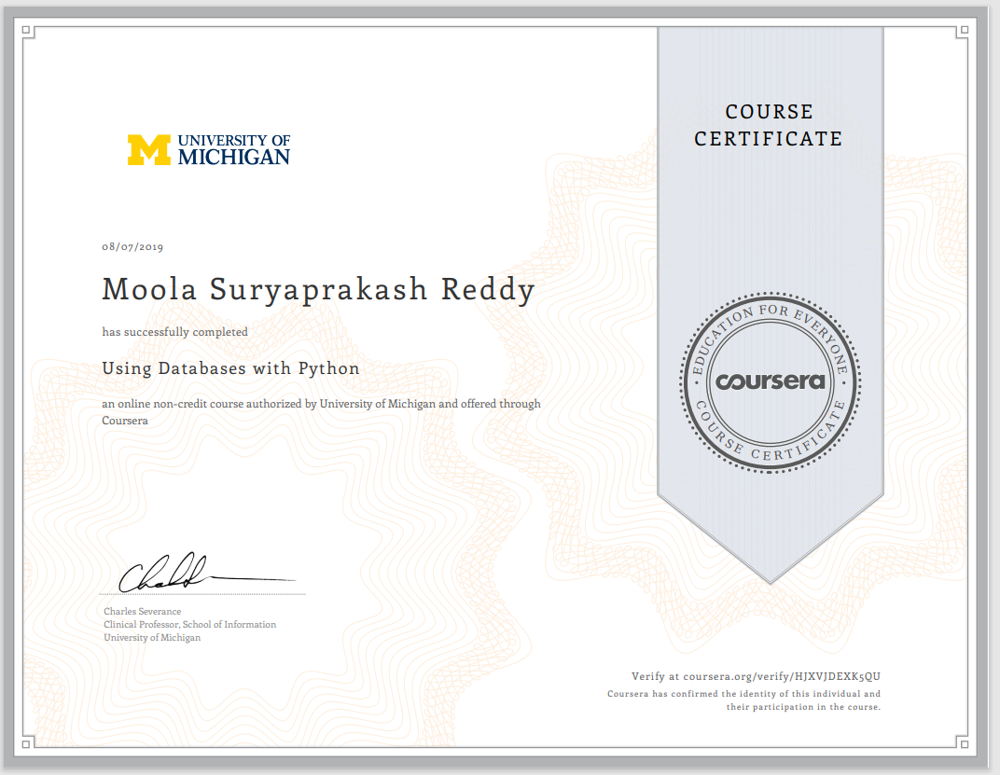 COURSE
CERTIFICATE
UNIVERSITY OF
MICHIGAN
08/07/2019
Moola Suryaprakash Reddy
has successfully completed
Using Databases with Python
an online non-credit course authorized by University of Michigan and offered through
Coursera
EDUCATION FOR EVERYONE
coursera
COURSE CERTIFICATE
Charles Severance
Clinical Professor, School of Information
University of Michigan
Verify at coursera.org/verify/HJXVJDEXK5QU
Coursera has confirmed the identity of this individual and
their participation in the course.